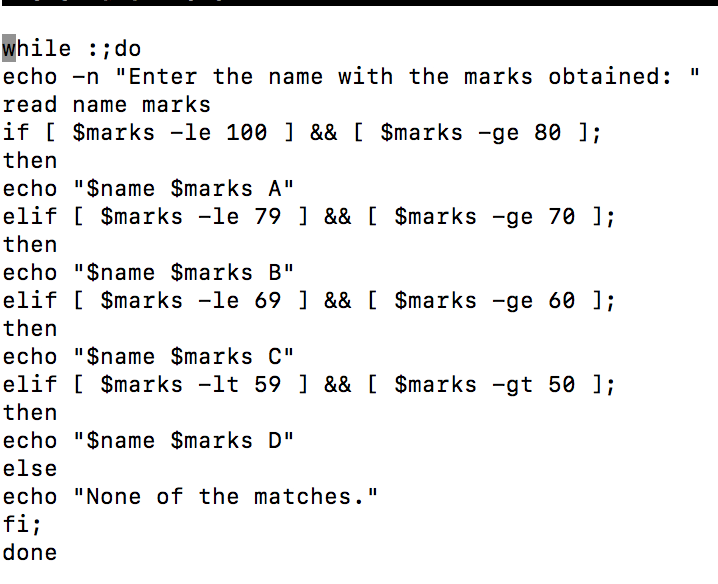 while :;do
echo -n "Enter the name with the marks obtained: "
read name marks
if [ $marks -le 100 ] && [ $marks -ge 80 ];
then
echo "$name $marks A"
elif [ $marks -le 79 ] && [ $marks -ge 70 ];
then
echo "$name $marks B"
elif [ $marks -le 69 ] && [ $marks -ge 60 ];
then
echo "$name $marks C"
elif [ $marks -lt 59 ] && [ $marks -gt 50 ];
then
echo "$name $marks D"
else
echo "None of the matches."
fi;
done